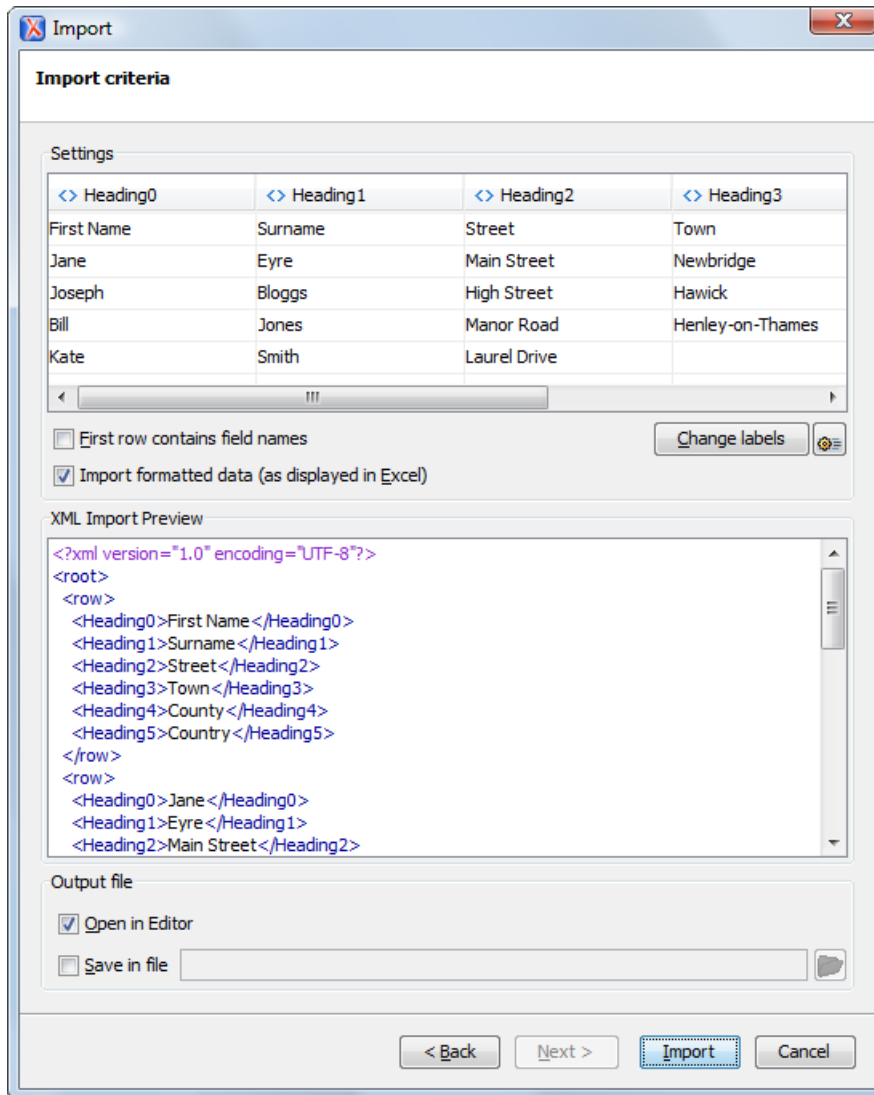 Import
Import criteria
Settings
<> Heading0 <> Heading1 <> Heading2 <> Heading3
First Name Surname Street Town
Jane Eyre Main Street Newbridge
Joseph Bloggs High Street Hawick
Bill Jones Manor Road Henley-on-Thames
Kate Smith Laurel Drive
First row contains field names Change labels
Import formatted data (as displayed in Excel)
XML Import Preview
<?xml version="1.0" encoding="UTF-8"?>
<root>
<row>
<Heading0>First Name</Heading0>
<Heading1>Surname</Heading1>
<Heading2>Street</Heading2>
<Heading3>Town</Heading3>
<Heading4>County</Heading4>
<Heading5>Country</Heading5>
</row>
<row>
<Heading0>Jane</Heading0>
<Heading1>Eyre</Heading1>
<Heading2>Main Street</Heading2>
Output file
Open in Editor
Save in file
< Back Next > Import Cancel